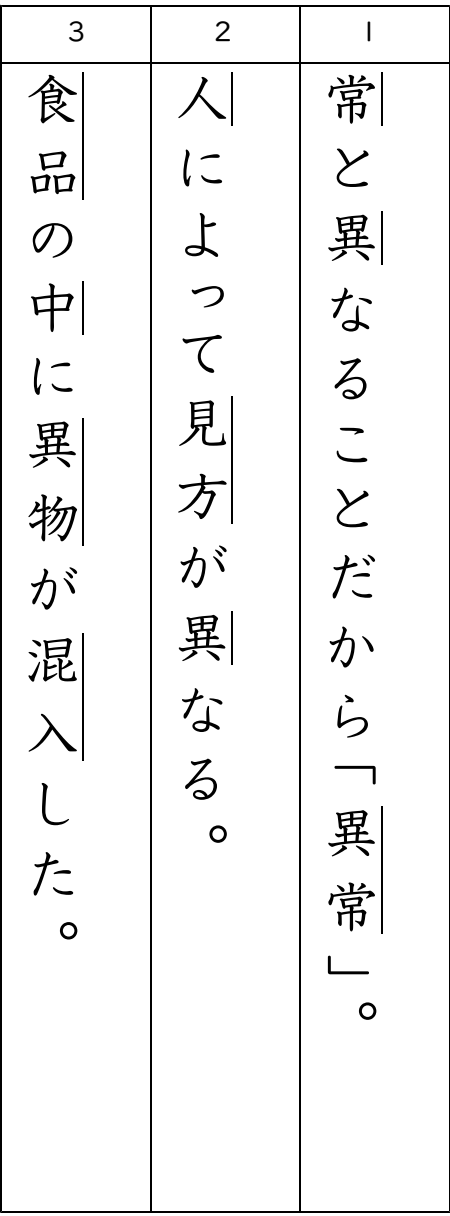 1
常と異なることだから「異常」。
2
人によって見方が異なる。
3
食品の中に異物が混入した。